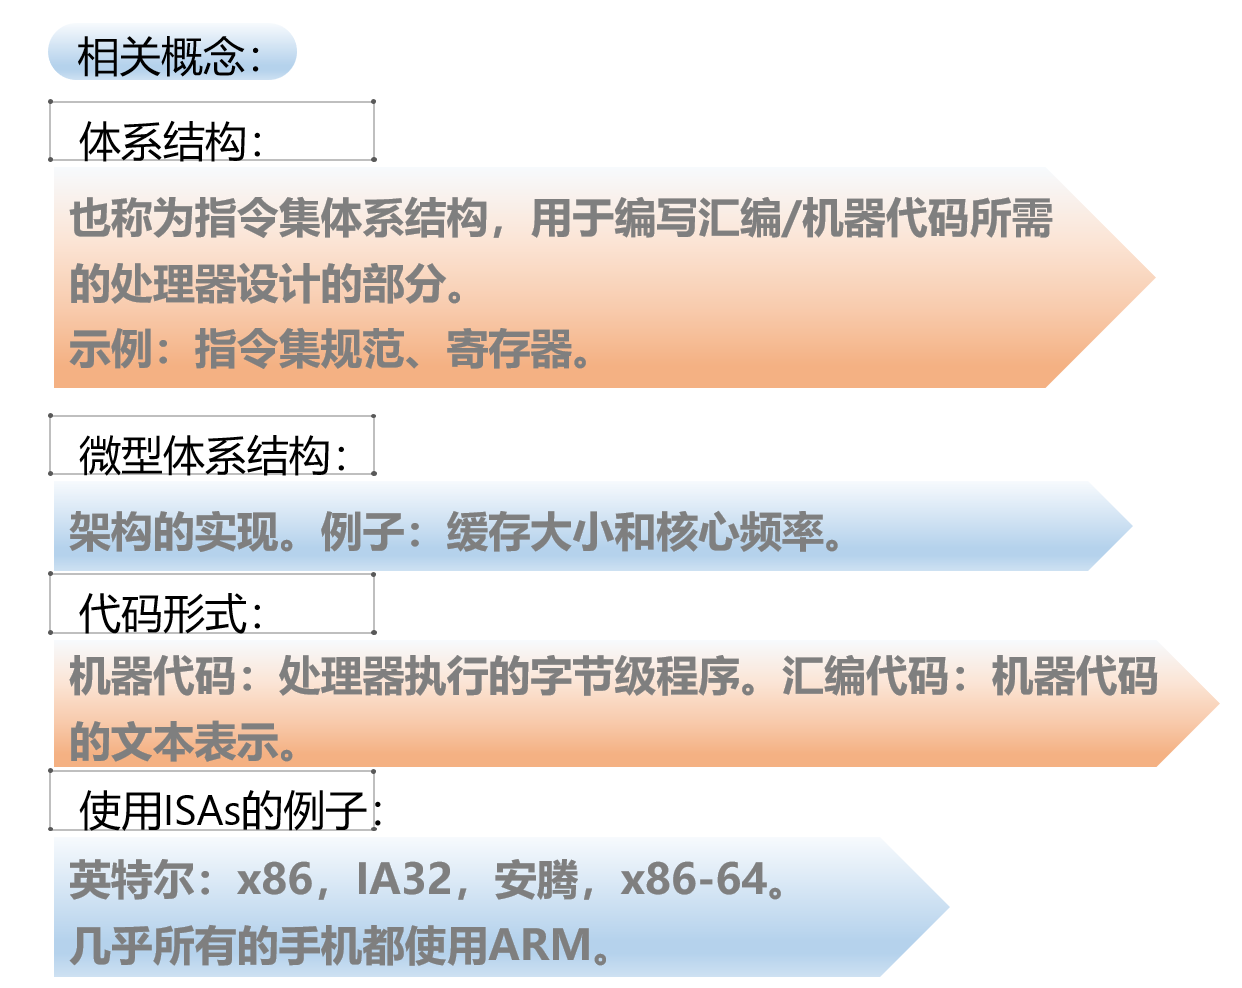 相关概念：
体系结构：
也称为指令集体系结构，用于编写汇编/机器代码所需
的处理器设计的部分。
示例：指令集规范、寄存器。
微型体系结构：
架构的实现。例子：缓存大小和核心频率。
代码形式：
机器代码：处理器执行的字节级程序。汇编代码：机器代码
的文本表示。
使用ISAs的例子：
英特尔：x86，IA32，安腾，x86-64。
几乎所有的手机都使用ARM。